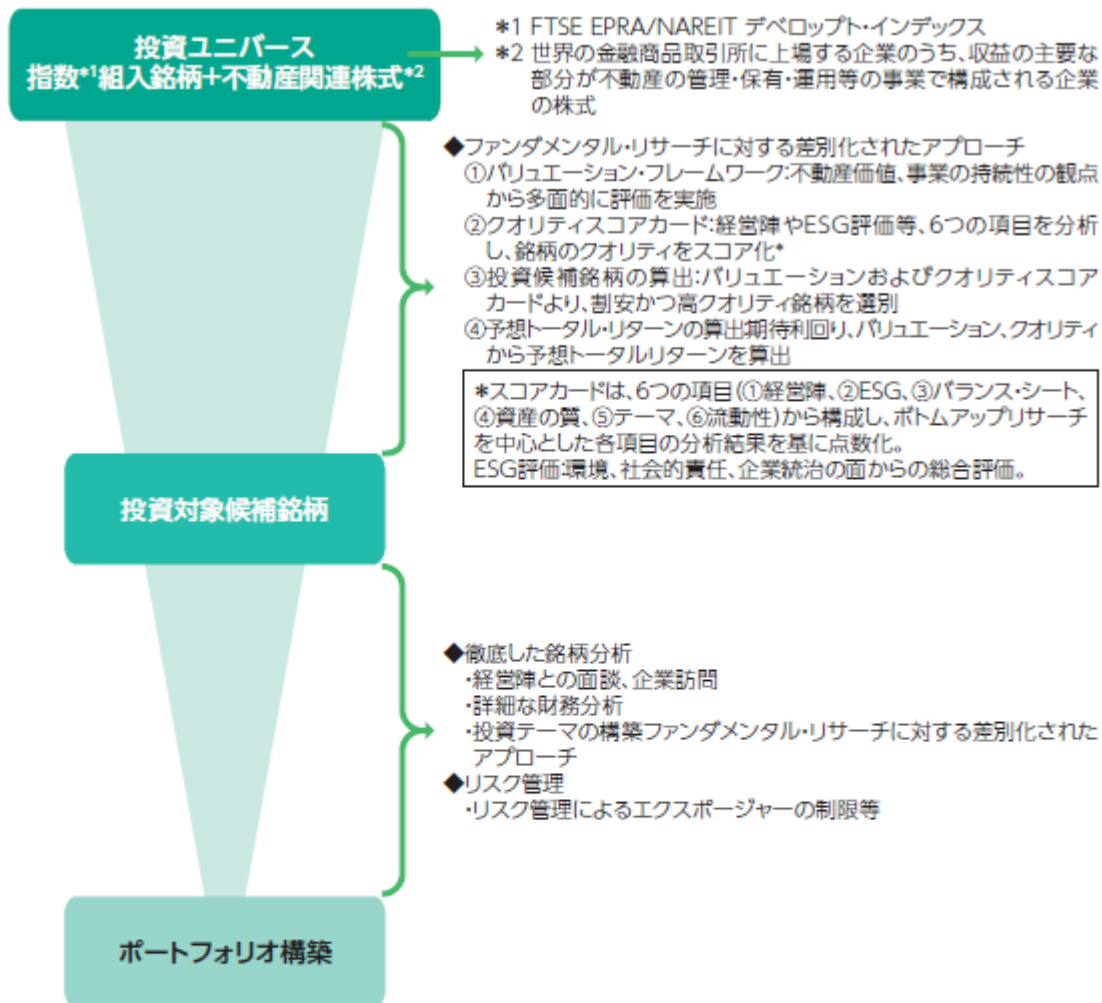 投資ユニバース
指数*1組入銘柄+不動産関連株式*2
*1 FTSE EPRA/NAREIT デベロップト・インデックス
*2 世界の金融商品取引所に上場する企業のうち、収益の主要な
部分が不動産の管理・保有・運用等の事業で構成される企業
の株式
◆ファンダメンタル・リサーチに対する差別化されたアプローチ
①バリュエーション・フレームワーク:不動産価値、事業の持続性の観点
から多面的に評価を実施
②クオリティスコアカード:経営陣やESG評価等、6つの項目を分析
し、銘柄のクオリティをスコア化*
③投資候補銘柄の算出:バリュエーションおよびクオリティスコア
カードより、割安かつ高クオリティ銘柄を選別
④予想トータル・リターンの算出期待利回り、バリュエーション、クオリティ
から予想トータルリターンを算出
*スコアカードは、6つの項目(①経営陣、②ESG、③バランス・シート、
④資産の質、⑤テーマ、⑥流動性)から構成し、ボトムアップリサーチ
を中心とした各項目の分析結果を基に点数化。
ESG評価:環境、社会的責任、企業統治の面からの総合評価。
投資対象候補銘柄
◆徹底した銘柄分析
・経営陣との面談、企業訪問
・詳細な財務分析
・投資テーマの構築ファンダメンタル・リサーチに対する差別化された
アプローチ
◆リスク管理
・リスク管理によるエクスポージャーの制限等
ポートフォリオ構築